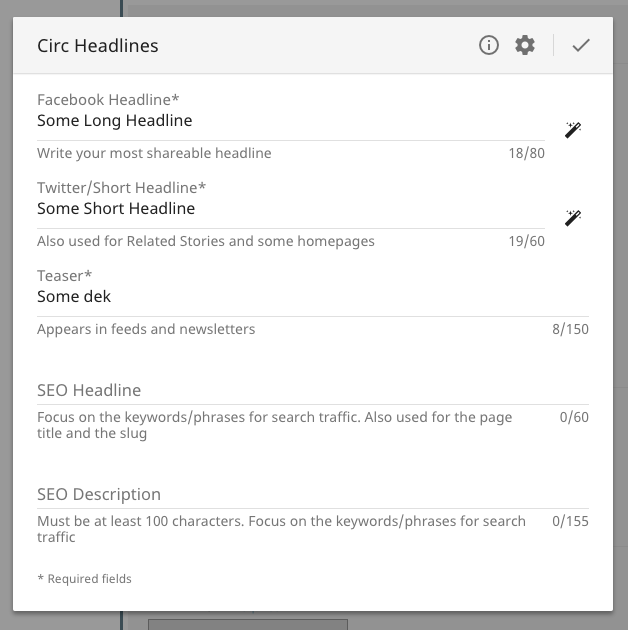 Circ Headlines
Facebook Headline*
Some Long Headline
Write your most shareable headline 18/80
Twitter/Short Headline*
Some Short Headline
Also used for Related Stories and some homepages 19/60
Teaser*
Some dek
Appears in feeds and newsletters 8/150
SEO Headline
Focus on the keywords/phrases for search traffic. Also used for the page 0/60
title and the slug
SEO Description
Must be at least 100 characters. Focus on the keywords/phrases for search 0/155
traffic
* Required fields